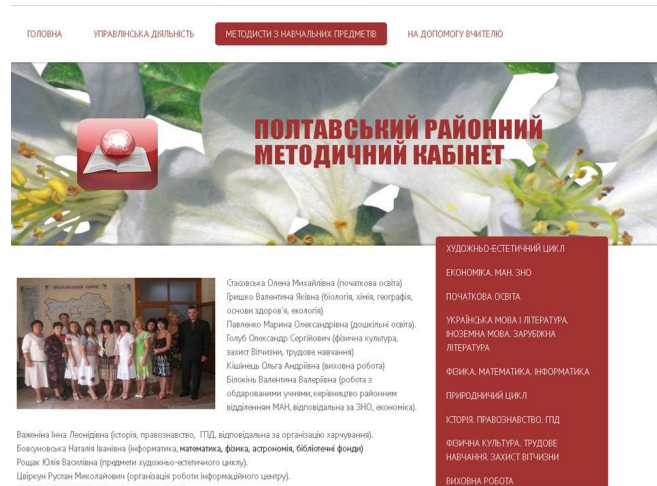 ГОЛОВНА
УПРАВЛІНСЬКА ДІЯЛЬНІСТЬ
МЕТОДИСТИ З НАВЧАЛЬНИХ ПРЕДМЕТІВ
НА ДОПОМОГУ ВЧИТЕЛЮ
ПОЛТАВСЬКИЙ РАЙОННИЙ
МЕТОДИЧНИЙ КАБІНЕТ
Стасовська Олена Михайлівна (початкова освіта)
Гришко Валентина Яківна (біологія, хімія, географія,
основи здоров'я, екологія)
Павленко Марина Олександрівна (дошкільні освіта).
Голуб Олександр Сергійович (фізична культура,
захист Вітчизни, трудове навчання)
Кішінець Ольга Андріївна (виховна робота)
Білокінь Валентина Валеріївна (робота з
обдарованими учнями,керівництво районним
відділенням МАН, відповідальна за ЗНО, економіка).
Важеніна Інна Леонідівна (історія, правознавство, ГПД, відповідальна за організацію харчування).
Бовсуновська Наталія Іванівна (інформатика, математика, фізика, астрономія, бібліотечні фонди)
Рощак Юлія Василівна (предмети художньо-естетичного циклу).
Цвіркун Руслан Миколайович (організація роботи інформаційного центру).
ХУДОЖНЬО-ЕСТЕТИЧНИЙ ЦИКЛ
ЕКОНОМІКА. МАН. ЗНО
ПОЧАТКОВА ОСВІТА
УКРАЇНСЬКА МОВА І ЛІТЕРАТУРА.
ІНОЗЕМНА МОВА. ЗАРУБІЖНА
ЛІТЕРАТУРА
ФІЗИКА. МАТЕМАТИКА. ІНФОРМАТИКА
ПРИРОДНИЧИЙ ЦИКЛ
ІСТОРІЯ. ПРАВОЗНАВСТВО. ГПД
ФІЗИЧНА КУЛЬТУРА. ТРУДОВЕ
НАВЧАННЯ. ЗАХИСТ ВІТЧИЗНИ
ВИХОВНА РОБОТА